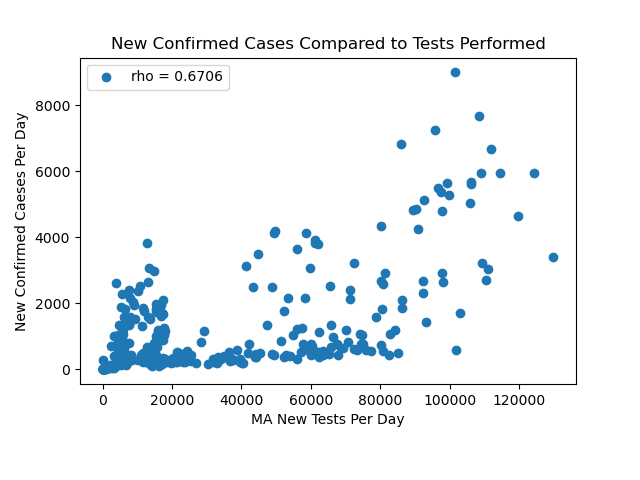 New Confirmed Cases Compared to Tests Performed
rho = 0.6706
New Confirmed Caeses Per Day
8000
6000
4000
2000
0
0 20000 40000 60000 80000 100000 120000
MA New Tests Per Day